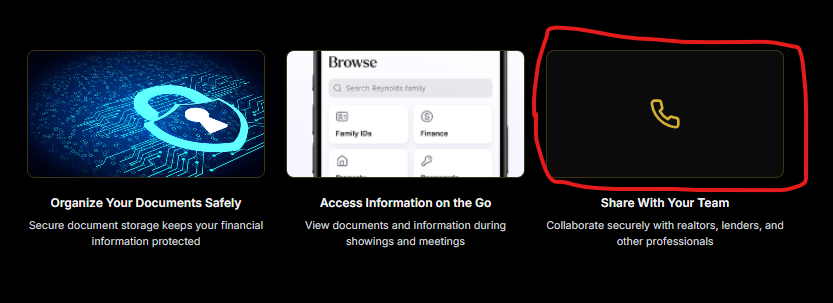 Browse
Search Reynolds family
Family IDs
Finance
Organize Your Documents Safely
Secure document storage keeps your financial
information protected
Access Information on the Go
View documents and information during
showings and meetings
Share With Your Team
Collaborate securely with realtors, lenders, and
other professionals